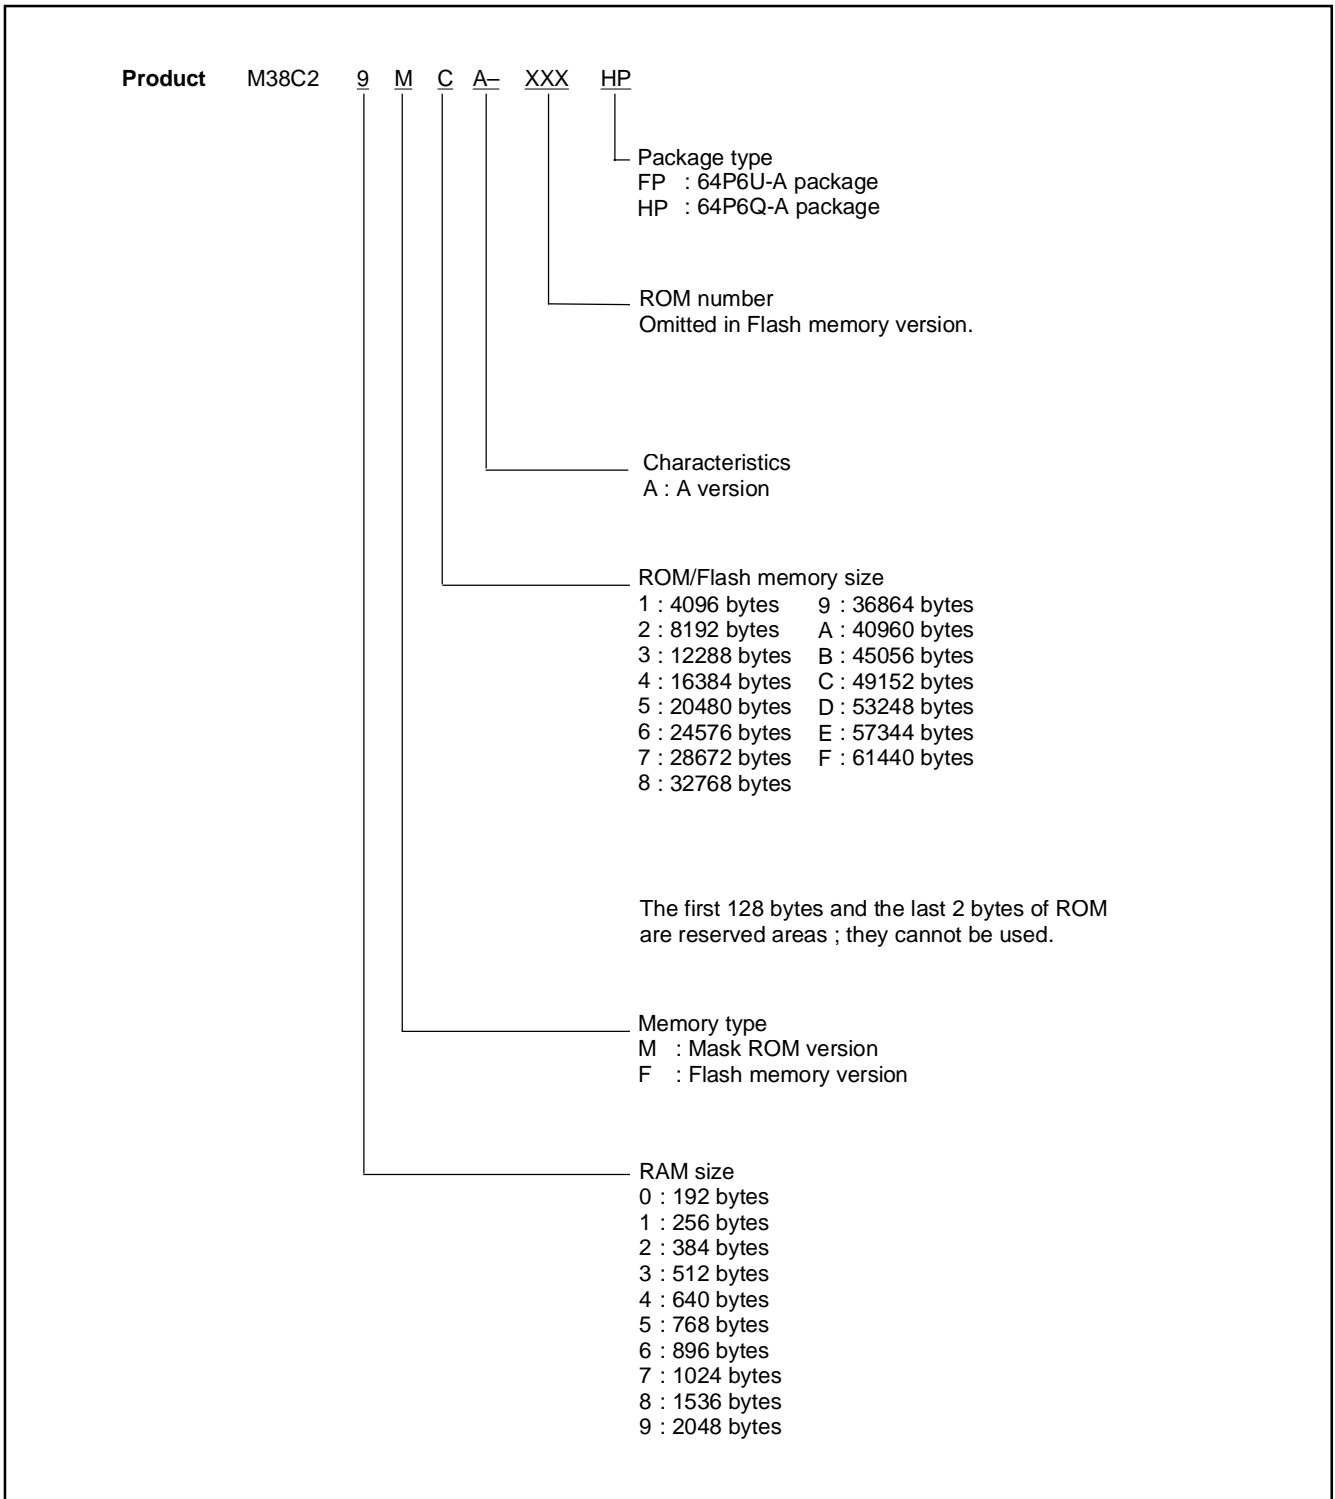 Product M38C2 9 M C A– XXX HP
Package type
FP : 64P6U-A package
HP : 64P6Q-A package
ROM number
Omitted in Flash memory version.
Characteristics
A : A version
ROM/Flash memory size
1 : 4096 bytes 9 : 36864 bytes
2 : 8192 bytes A : 40960 bytes
3 : 12288 bytes B : 45056 bytes
4 : 16384 bytes C : 49152 bytes
5 : 20480 bytes D : 53248 bytes
6 : 24576 bytes E : 57344 bytes
7 : 28672 bytes F : 61440 bytes
8 : 32768 bytes
The first 128 bytes and the last 2 bytes of ROM
are reserved areas ; they cannot be used.
Memory type
M : Mask ROM version
F : Flash memory version
RAM size
0 : 192 bytes
1 : 256 bytes
2 : 384 bytes
3 : 512 bytes
4 : 640 bytes
5 : 768 bytes
6 : 896 bytes
7 : 1024 bytes
8 : 1536 bytes
9 : 2048 bytes